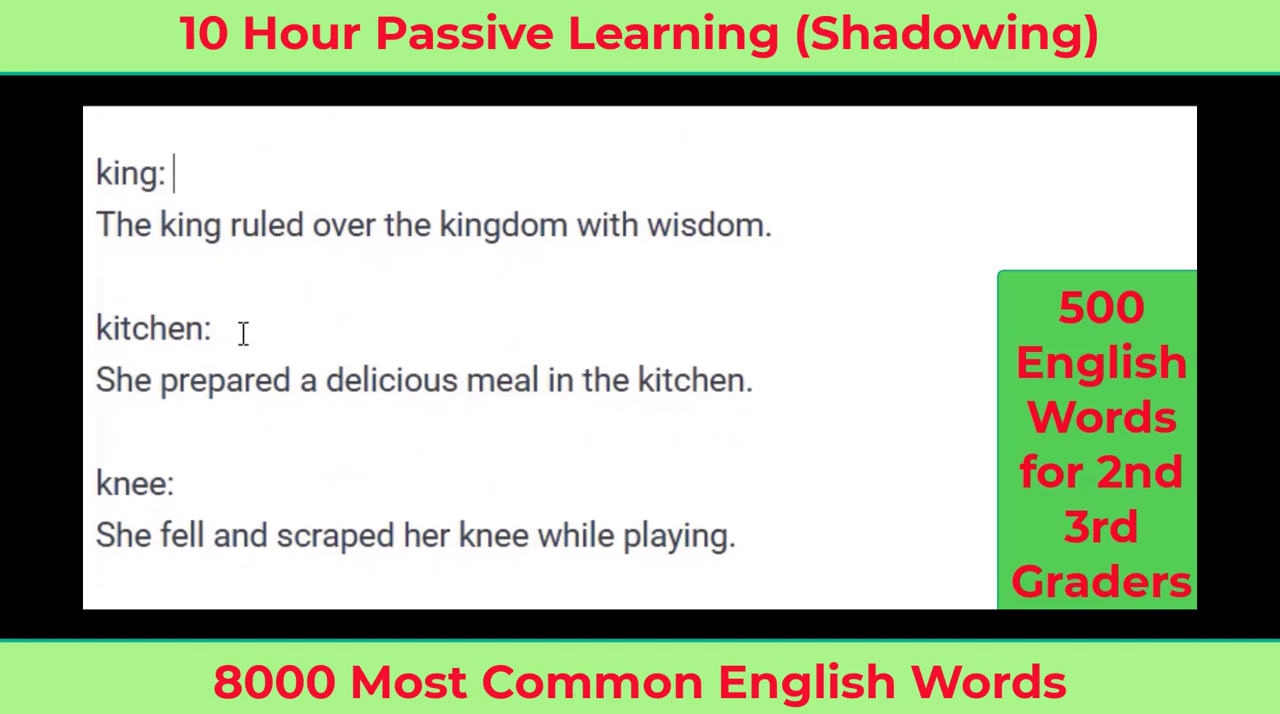 10 Hour Passive Learning (Shadowing)
king:
The king ruled over the kingdom with wisdom.
kitchen:
She prepared a delicious meal in the kitchen.
knee:
She fell and scraped her knee while playing.
500
English
Words
for 2nd
3rd
Graders
8000 Most Common English Words